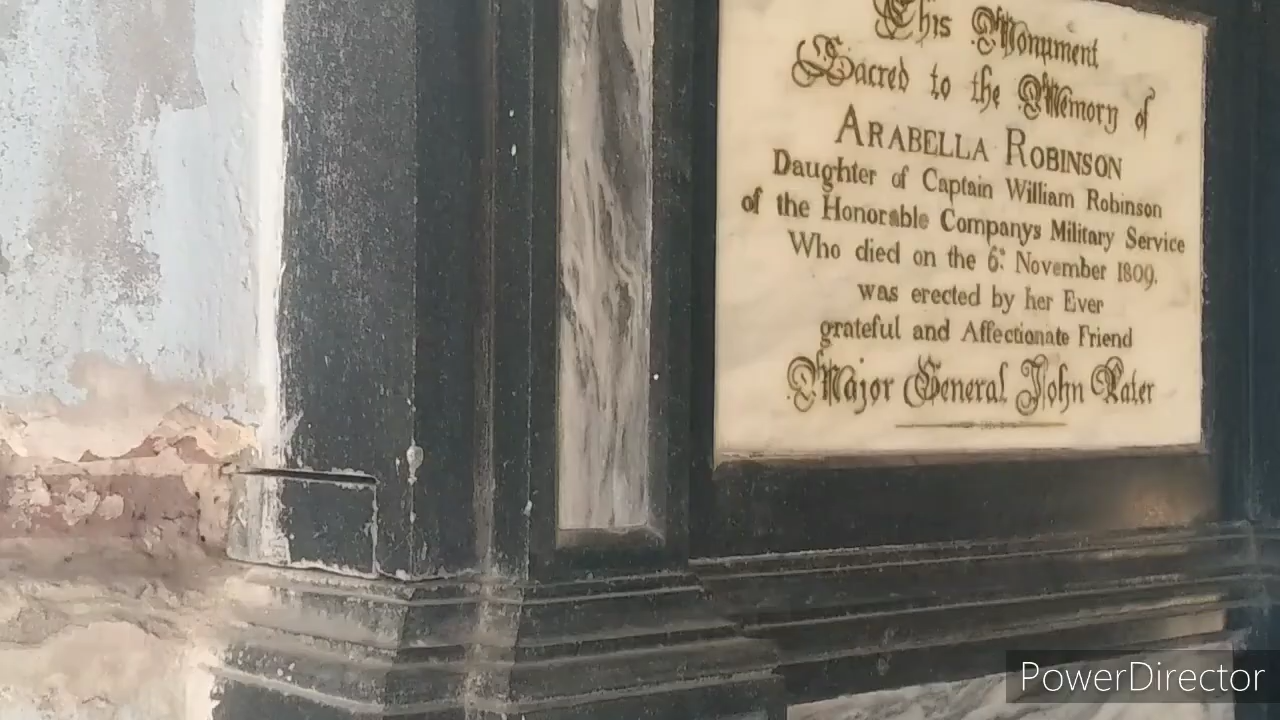 This Monument
Sacred to the Memory of
ARABELLA ROBINSON
Daughter of Captain William Robinson
of the Honorable Companys Military Service
Who died on the 6th November 1809.
was erected by her Ever
grateful and Affectionate Friend
Major General John Pater
PowerDirector